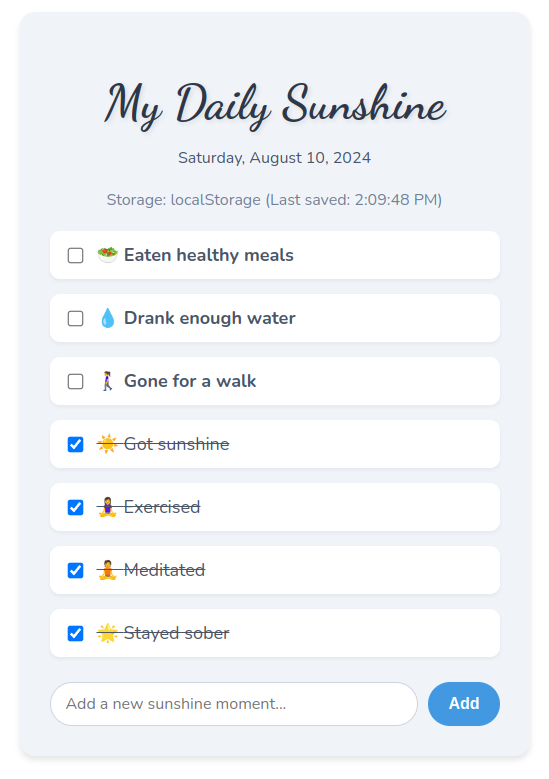 My Daily Sunshine
Saturday, August 10, 2024
Storage: localStorage (Last saved: 2:09:48 PM)
🥗 Eaten healthy meals
💧 Drank enough water
🚶‍♀️ Gone for a walk
☀️ Got sunshine
🧘‍♀️ Exercised
🧘 Meditated
🌟 Stayed sober
Add a new sunshine moment... Add